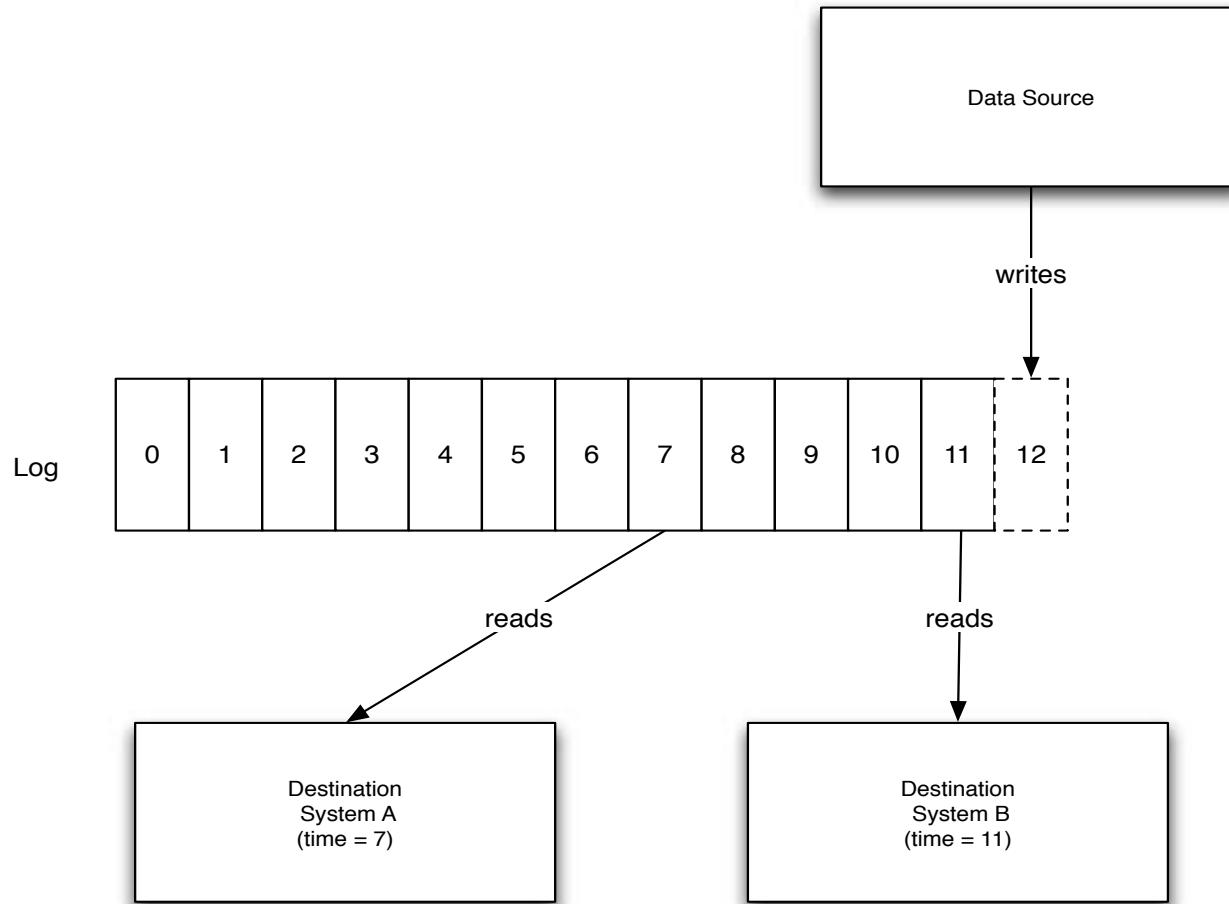 Data Source
writes
Log
0 1 2 3 4 5 6 7 8 9 10 11 12
reads
reads
Destination
System A
(time = 7)
Destination
System B
(time = 11)